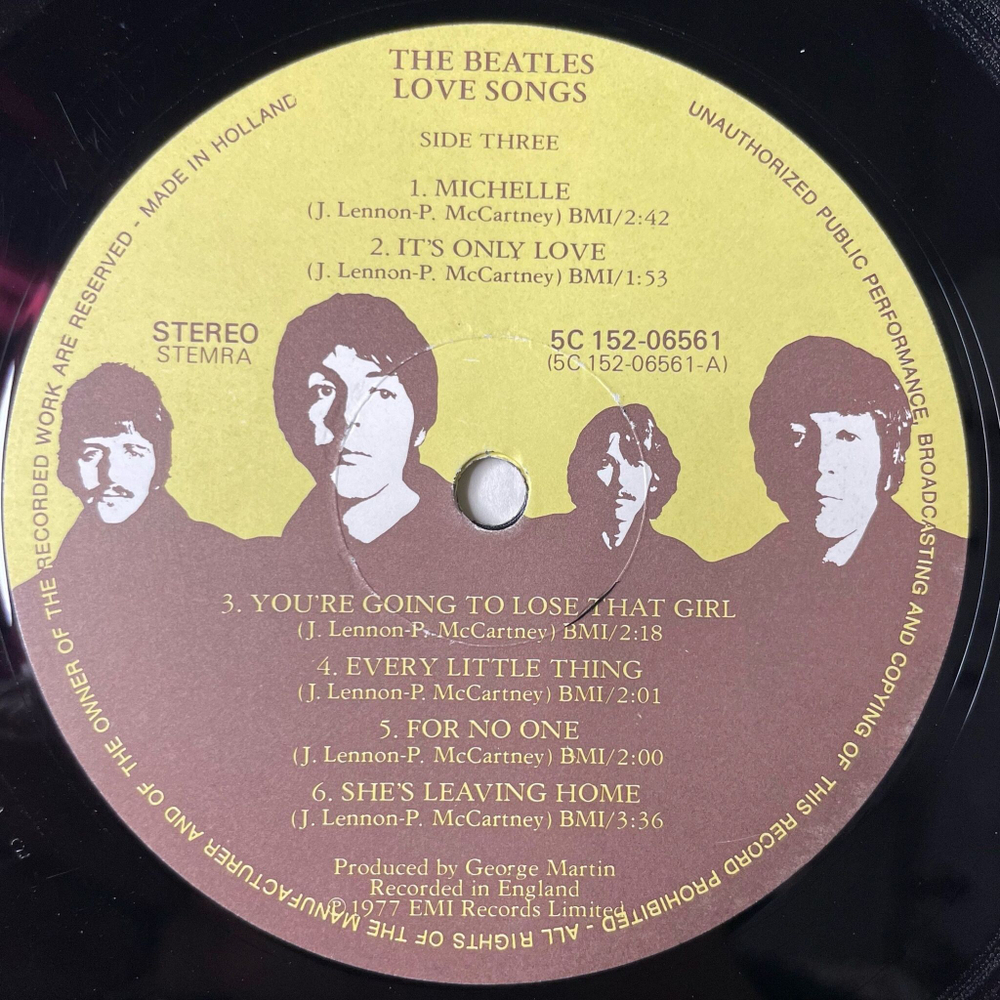 THE BEATLES
LOVE SONGS
SIDE THREE
1. MICHELLE
(J. Lennon-P. McCartney) BMI/2:42
2. IT'S ONLY LOVE
(J. Lennon-P. McCartney) BMI/1:53
STEREO
STEMRA
5C 152-06561
(5C 152-06561-A)
3. YOU'RE GOING TO LOSE THAT GIRL
(J. Lennon-P. McCartney) BMI/2:18
4. EVERY LITTLE THING
(J. Lennon-P. McCartney) BMI/2:01
5. FOR NO ONE
(J. Lennon-P. McCartney) BMI/2:00
6. SHE'S LEAVING HOME
(J. Lennon-P. McCartney) BMI/3:36
Produced by George Martin
Recorded in England
℗ 1977 EMI Records Limited
UNAUTHORIZED PUBLIC PERFORMANCE, BROADCASTING AND COPYING OF THIS RECORD PROHIBITED - ALL RIGHTS OF THE MANUFACTURER AND OF THE OWNER OF THE RECORDED WORK ARE RESERVED - MADE IN HOLLAND